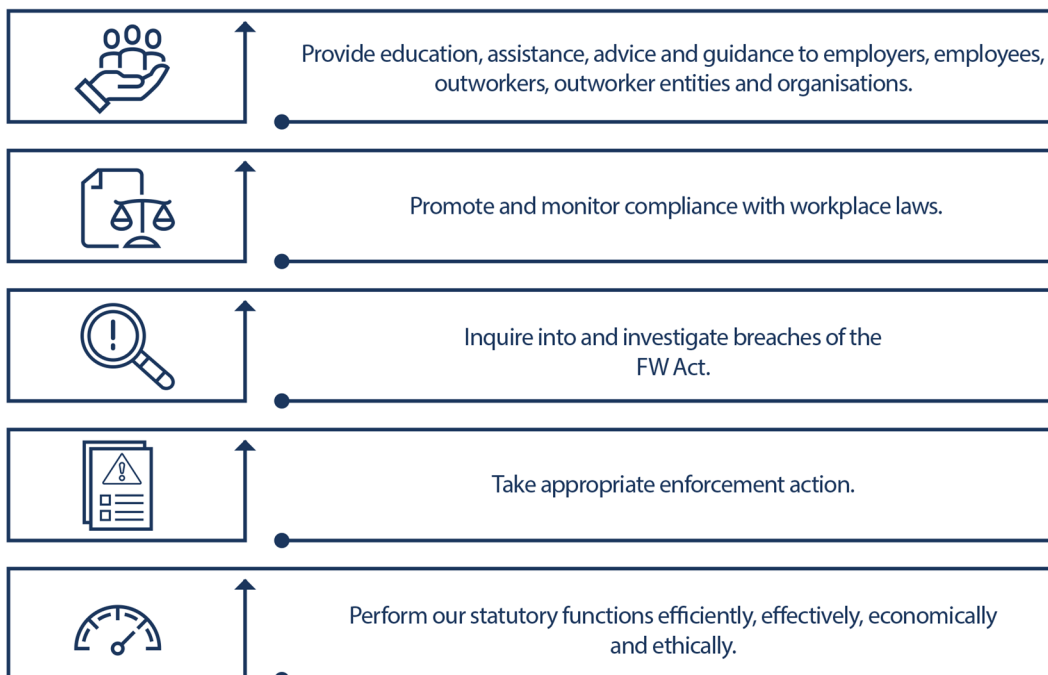 Provide education, assistance, advice and guidance to employers, employees,
outworkers, outworker entities and organisations.
Promote and monitor compliance with workplace laws.
Inquire into and investigate breaches of the
FW Act.
Take appropriate enforcement action.
Perform our statutory functions efficiently, effectively, economically
and ethically.